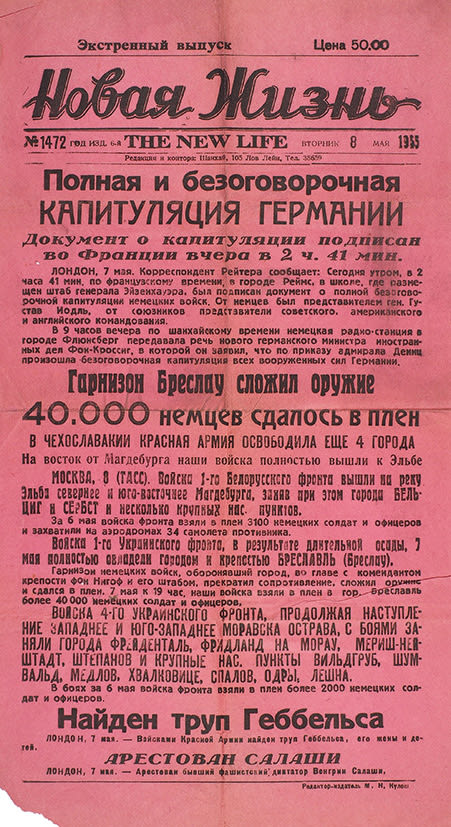 Экстренный выпуск Цена 50.00
Новая Жизнь
№1472 ГОД ИЗД. 6-й THE NEW LIFE ВТОРНИК 8 МАЯ
Редакция и контора: Шанхай, 105 Лов Лейн, Тел. 35659
Полная и безоговорочная
КАПИТУЛЯЦИЯ ГЕРМАНИИ
Документ о капитуляции подписан
во Франции вчера в 2 ч. 41 мин.
ЛОНДОН, 7 мая. Корреспондент Рейтера сообщает: Сегодня утром, в 2
часа 41 мин, по французскому времени, в городе Реймс, в школе, где разме-
щен штаб генерала Эйзенхауэра, был подписан документ о полной безогово-
рочной капитуляции немецких войск. От немцев был представителем ген. Гу-
став Иодль, от союзников представители советского, американского
и английского командования.
В 9 часов вечера по шанхайскому времени немецкая радио-станция в
городе Флюнсберг передавала речь нового германского министра иностран-
ных дел Фон-Кроссиг, в которой он заявил, что по приказу адмирала Дениц
произошла безоговорочная капитуляция всех вооруженных сил Германии.
Гарнизон Бреслау сложил оружие
40.000 немцев сдалось в плен
В ЧЕХОСЛАВАКИИ КРАСНАЯ АРМИЯ ОСВОБОДИЛА ЕЩЕ 4 ГОРОДА
На восток от Магдебурга наши войска полностью вышли к Эльбе
МОСКВА, 8 (ТАСС). Войска 1-го Белорусского фронта вышли на реку
Эльба севернее и юго-восточнее Магдебурга, заняв при этом города БЕЛЬ-
ЦИГ и СЕРБСТ и несколько крупных нас. пунктов.
За 6 мая войска фронта взяли в плен 3100 немецких солдат и офицеров
и захватили на аэродромах 34 самолета противника.
Войска 1-го Украинского фронта, в результате длительной осады, 7
мая полностью овладели городом и крепостью БРЕСЛАВЛЬ (Бреслау).
Гарнизон немецких войск, оборонявший город, во главе с комендентом
крепости фон Нигоф и его штабом, прекратил сопротивление, сложил оружие
и сдался в плен. 7 мая к 19 час, наши войска взяли в плен в гор. Бреславль
более 40000 немецких солдат и офицеров.
ВОЙСКА 4-ГО УКРАИНСКОГО ФРОНТА, ПРОДОЛЖАЯ НАСТУПЛЕ-
НИЕ ЗАПАДНЕЕ И ЮГО-ЗАПАДНЕЕ МОРАВСКА ОСТРАВА, С БОЯМИ ЗА-
НЯЛИ ГОРОДА ФРЕЙДЕНТАЛЬ, ФРИДЛАНД НА МОРАУ, МЕРИШ-НЕЙ-
ШТАДТ, ШТЕПАНОВ И КРУПНЫЕ НАС. ПУНКТЫ ВИЛЬДГРУБ, ШУМ-
ВАЛЬД, МЕДЛОВ, ХВАЛКОВИЦЕ, СПАЛОВ, ОДРЫ, ЛЕШНА.
В боях за 6 мая войска фронта взяли в плен более 2000 немецких сол-
дат и офицеров.
Найден труп Геббельса
ЛОНДОН, 7 мая. — Войсками Красной Армии найден труп Геббельса, его жены и де-
тей.
АРЕСТОВАН САЛАШИ
ЛОНДОН, 7 мая. — Арестован бывший фашистский диктатор Венгрии Салаши,
Редактор-издатель М. Н.